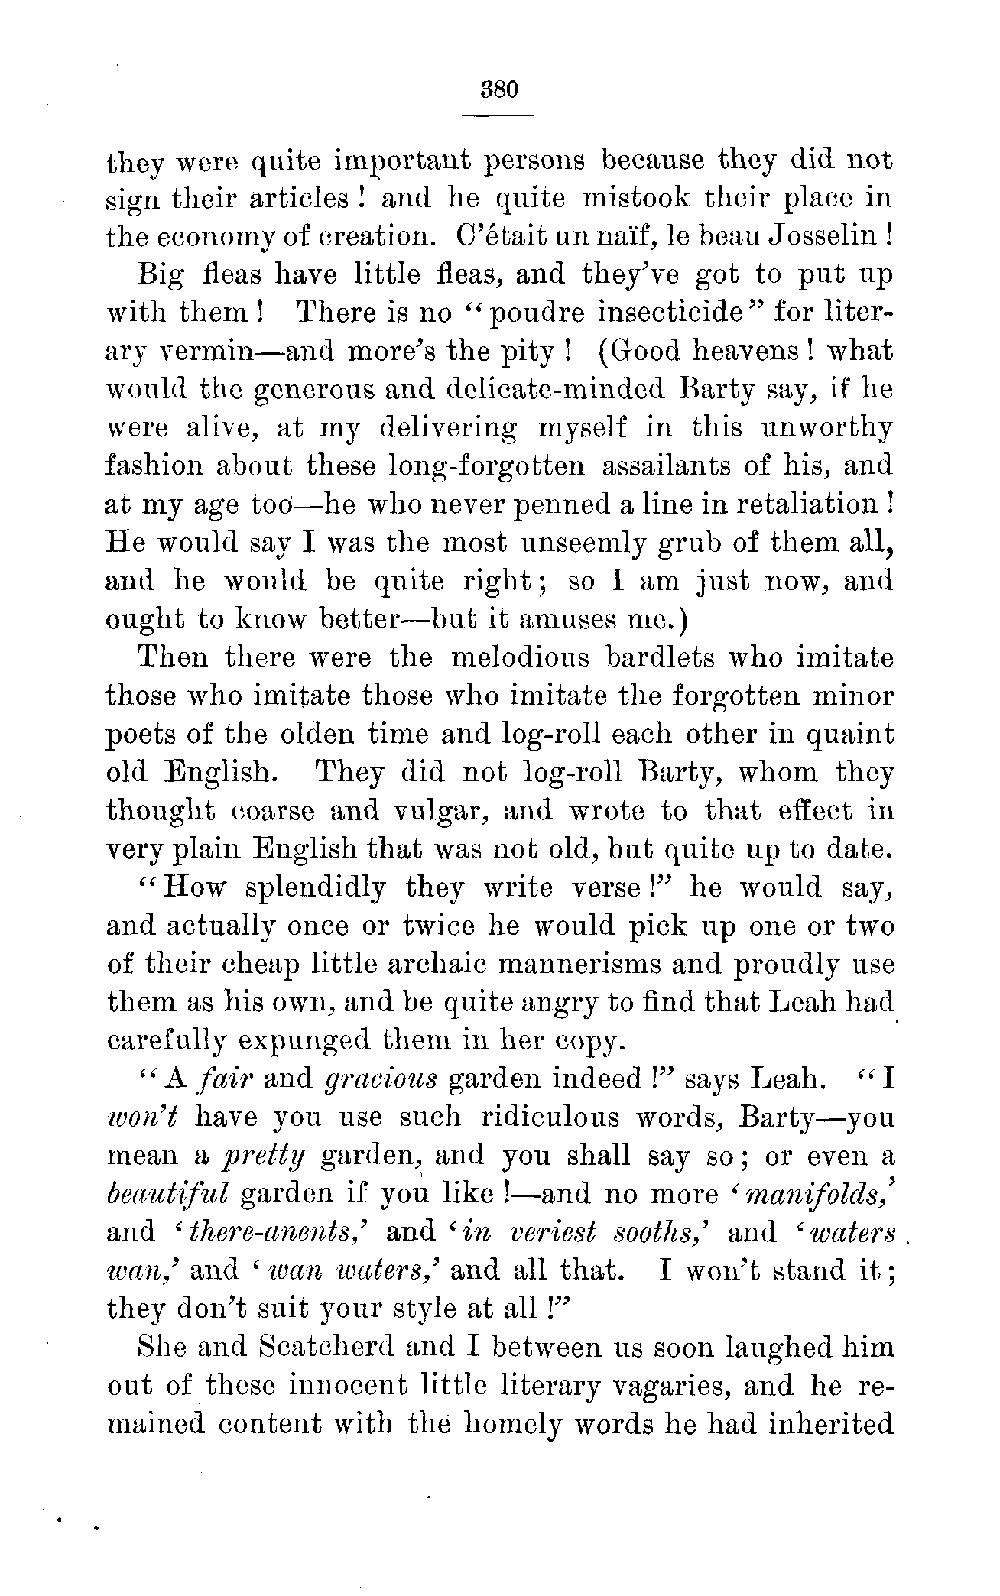 380
they were quite important persons because they did not
sign their articles ! and he quite mistook their place in
the economy of creation. C'était un naïf, le beau Josselin !
Big fleas have little fleas, and they've got to put up
with them ! There is no “poudre insecticide” for liter-
ary vermin—and more's the pity ! (Good heavens ! what
would the generous and delicate-minded Barty say, if he
were alive, at my delivering myself in this unworthy
fashion about these long-forgotten assailants of his, and
at my age too—he who never penned a line in retaliation !
He would say I was the most unseemly grub of them all,
and he would be quite right; so I am just now, and
ought to know better—but it amuses me.)
Then there were the melodious bardlets who imitate
those who imitate those who imitate the forgotten minor
poets of the olden time and log-roll each other in quaint
old English. They did not log-roll Barty, whom they
thought coarse and vulgar, and wrote to that effect in
very plain English that was not old, but quite up to date.
“How splendidly they write verse !” he would say,
and actually once or twice he would pick up one or two
of their cheap little archaic mannerisms and proudly use
them as his own, and be quite angry to find that Leah had
carefully expunged them in her copy.
“A fair and gracious garden indeed !” says Leah. “I
won't have you use such ridiculous words, Barty—you
mean a pretty garden, and you shall say so; or even a
beautiful garden if you like !—and no more ‘manifolds,’
and ‘there-anents,’ and ‘in veriest sooths,’ and ‘waters
wan,’ and ‘wan waters,’ and all that. I won't stand it;
they don't suit your style at all !”
She and Scatcherd and I between us soon laughed him
out of these innocent little literary vagaries, and he re-
mained content with the homely words he had inherited